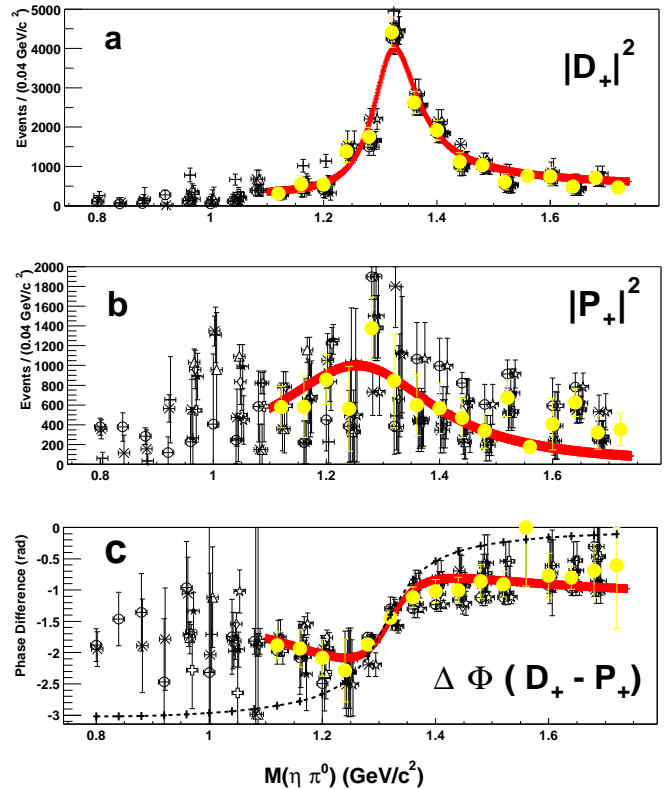 a
|D₊|²
Events / (0.04 GeV/c²)
5000
4000
3000
2000
1000
0
0.8 1 1.2 1.4 1.6
b
|P₊|²
Events / (0.04 GeV/c²)
2000
1800
1600
1400
1200
1000
800
600
400
200
0
0.8 1 1.2 1.4 1.6
c
Δ Φ ( D₊ - P₊ )
Phase Difference (rad)
0
-0.5
-1
-1.5
-2
-2.5
-3
0.8 1 1.2 1.4 1.6
M(η π⁰) (GeV/c²)